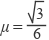 μ = √3/6